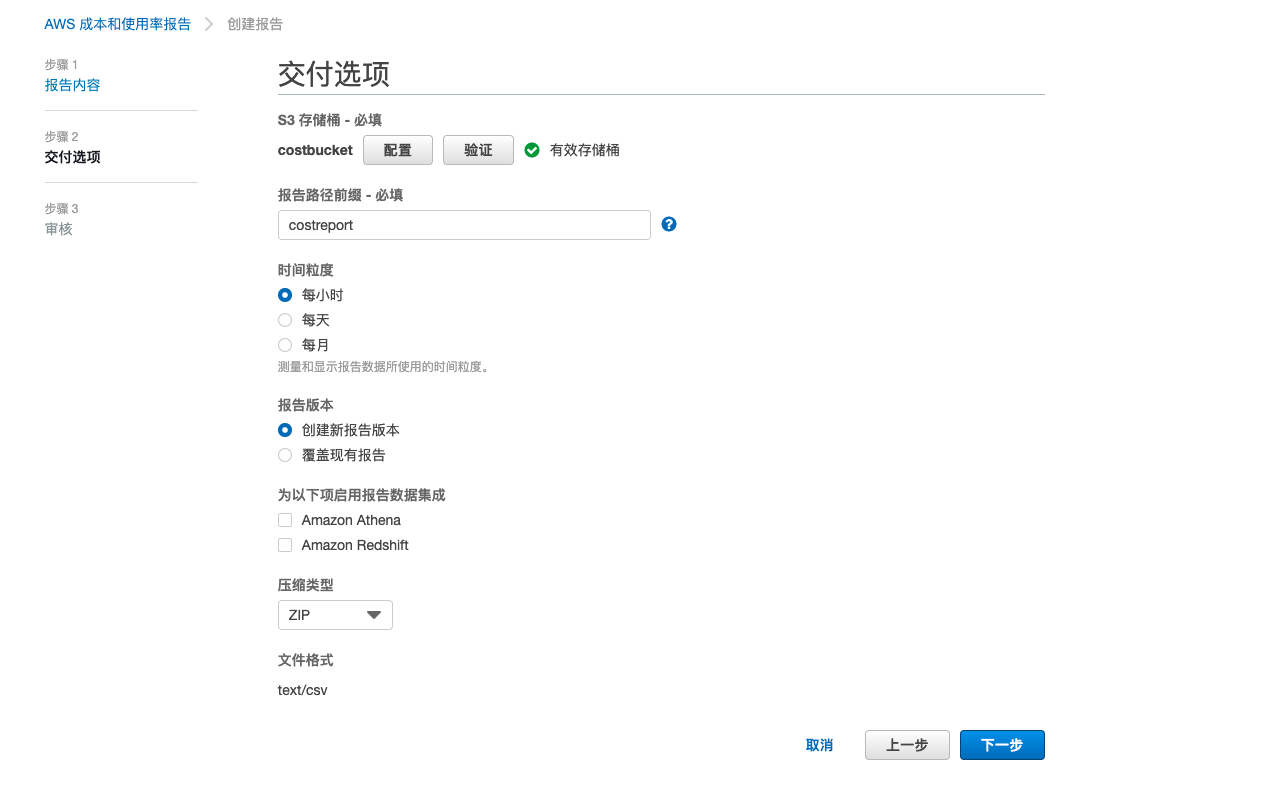 AWS 成本和使用率报告 创建报告
步骤 1
报告内容
步骤 2
交付选项
步骤 3
审核
交付选项
S3 存储桶 - 必填
costbucket 配置 验证 有效存储桶
报告路径前缀 - 必填
costreport
时间粒度
每小时
每天
每月
测量和显示报告数据所使用的时间粒度。
报告版本
创建新报告版本
覆盖现有报告
为以下项启用报告数据集成
Amazon Athena
Amazon Redshift
压缩类型
ZIP
文件格式
text/csv
取消 上一步 下一步